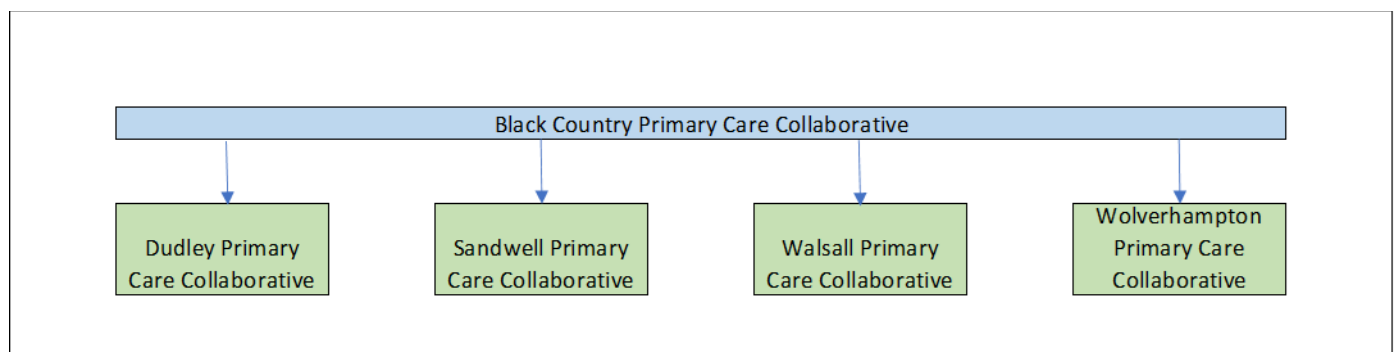 Black Country Primary Care Collaborative
Dudley Primary
Care Collaborative
Sandwell Primary
Care Collaborative
Walsall Primary
Care Collaborative
Wolverhampton
Primary Care
Collaborative